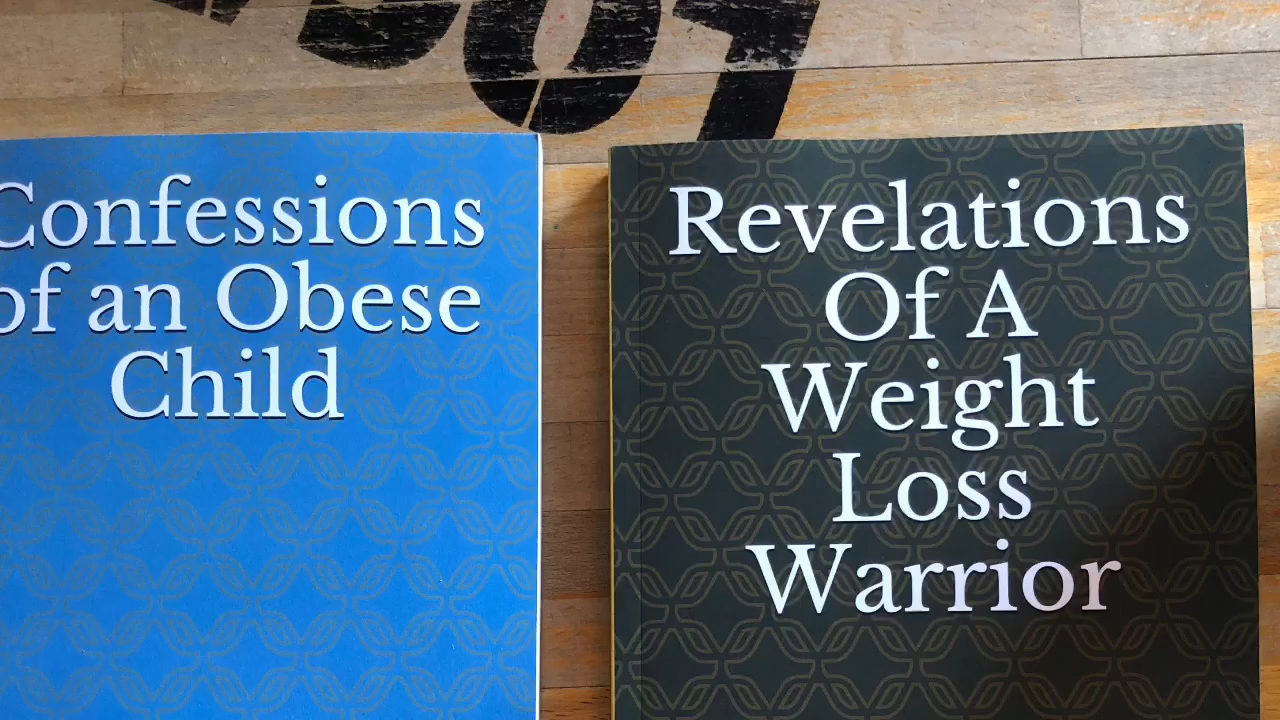 Confessions
of an Obese
Child
Revelations
Of A
Weight
Loss
Warrior